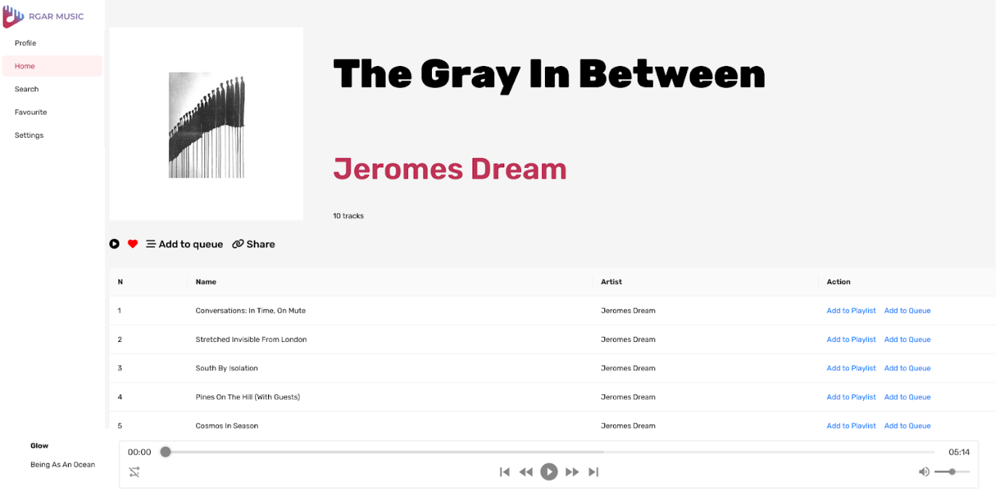 RGAR MUSIC
Profile
Home
Search
Favourite
Settings
The Gray In Between
Jeromes Dream
10 tracks
Add to queue Share
N Name Artist Action
1 Conversations: In Time, On Mute Jeromes Dream Add to Playlist Add to Queue
2 Stretched Invisible From London Jeromes Dream Add to Playlist Add to Queue
3 South By Isolation Jeromes Dream Add to Playlist Add to Queue
4 Pines On The Hill (With Guests) Jeromes Dream Add to Playlist Add to Queue
5 Cosmos In Season Jeromes Dream Add to Playlist Add to Queue
Glow
Being As An Ocean
00:00 05:14